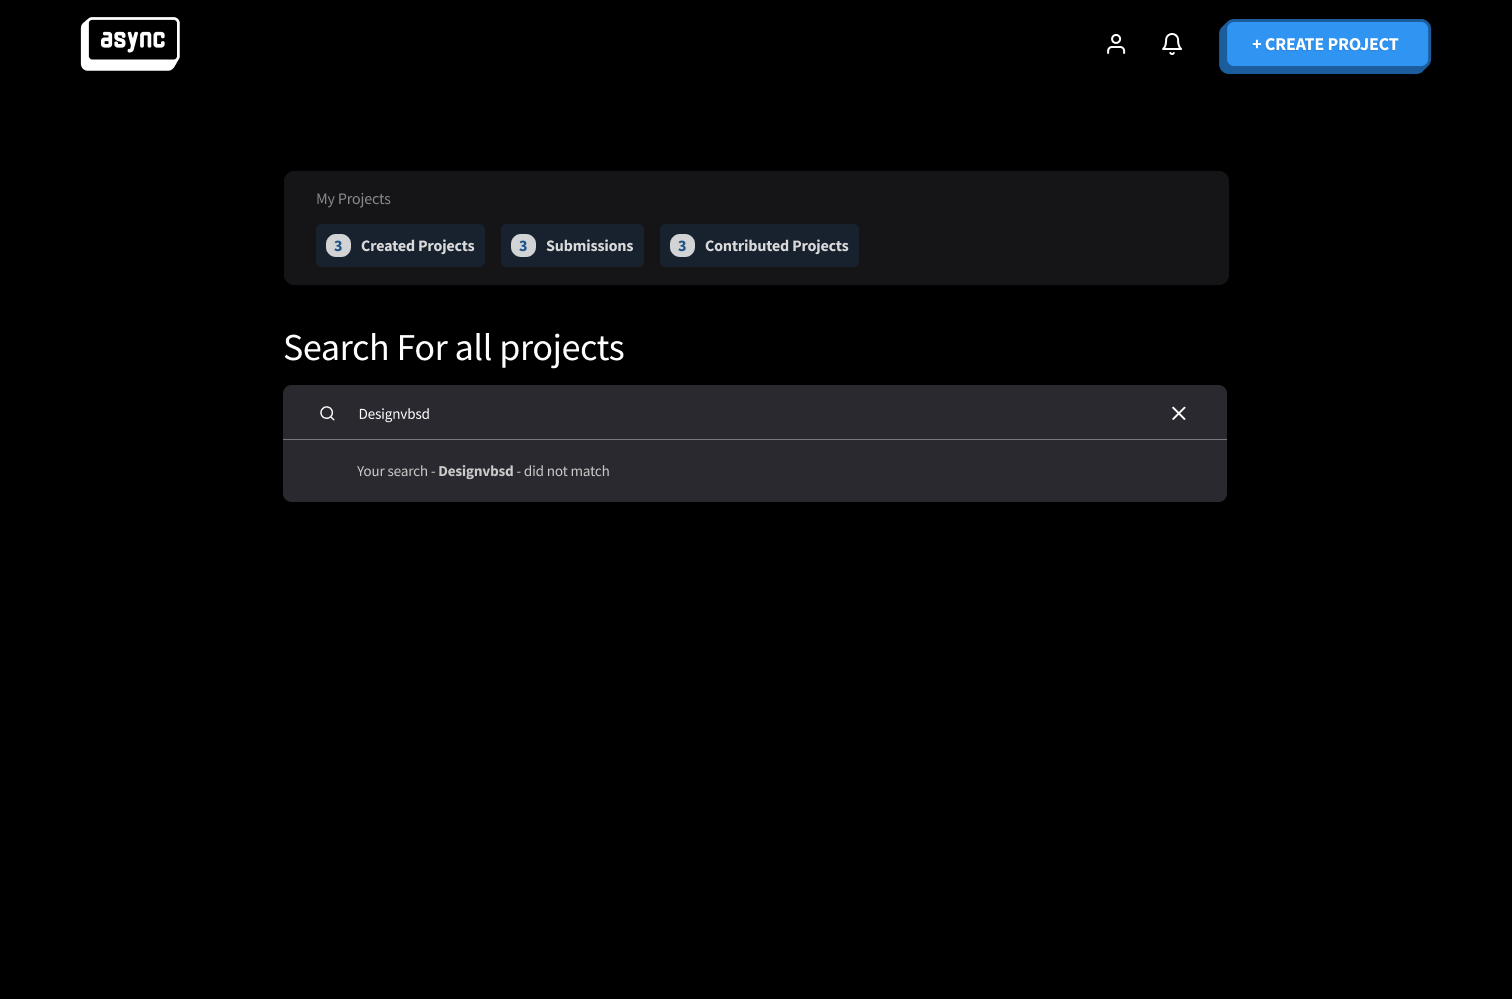 async
+ CREATE PROJECT
My Projects
3 Created Projects
3 Submissions
3 Contributed Projects
Search For all projects
Designvbsd
Your search - Designvbsd - did not match